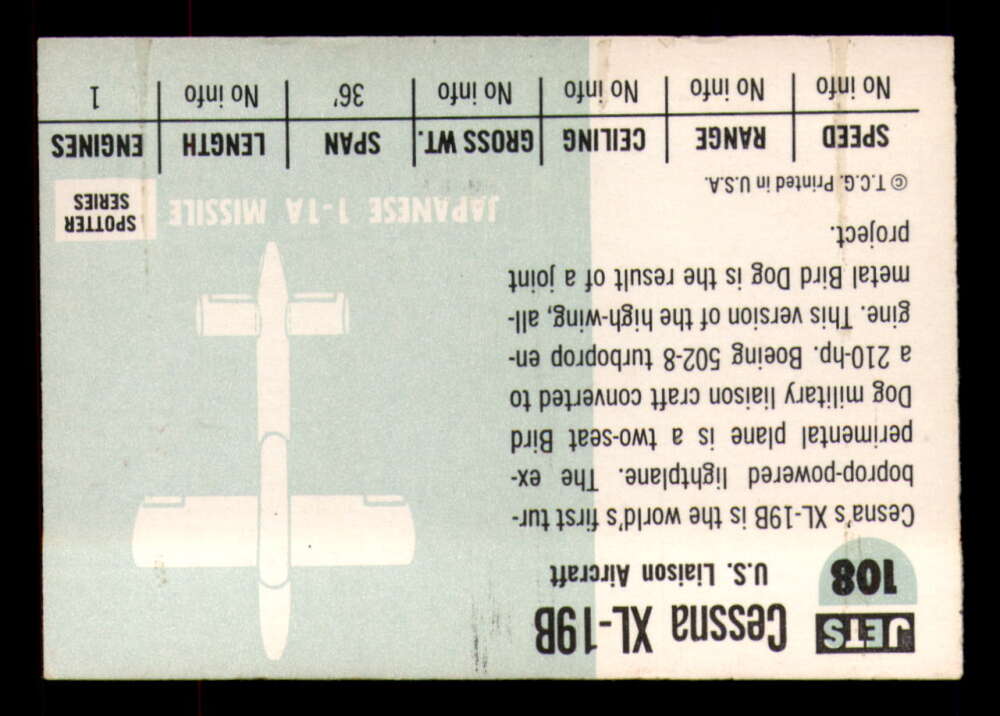 JETS
108
Cessna XL-19B
U.S. Liaison Aircraft
Cesna's XL-19B is the world's first tur-
boprop-powered lightplane. The ex-
perimental plane is a two-seat Bird
Dog military liaison craft converted to
a 210-hp. Boeing 502-8 turboprop en-
gine. This version of the high-wing, all-
metal Bird Dog is the result of a joint
project.
© T.C.G. Printed in U.S.A.
JAPANESE 1-1A MISSILE
SPOTTER
SERIES
SPEED RANGE CEILING GROSS WT. SPAN LENGTH ENGINES
No info No info No info No info 36' No info 1